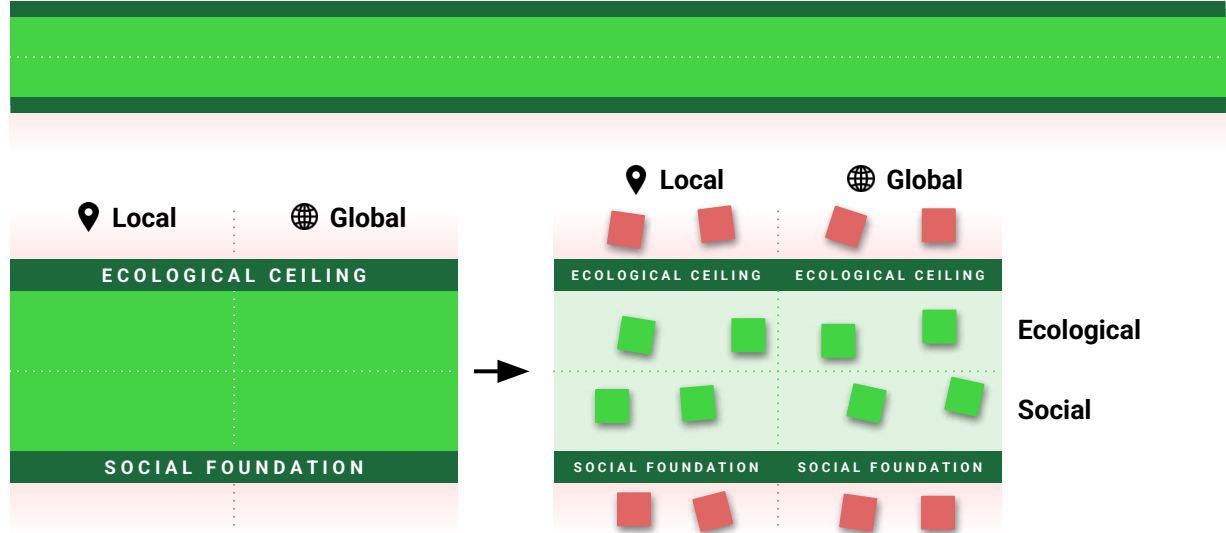 Local Global
ECOLOGICAL CEILING
SOCIAL FOUNDATION
Local Global
ECOLOGICAL CEILING ECOLOGICAL CEILING
Ecological
Social
SOCIAL FOUNDATION SOCIAL FOUNDATION